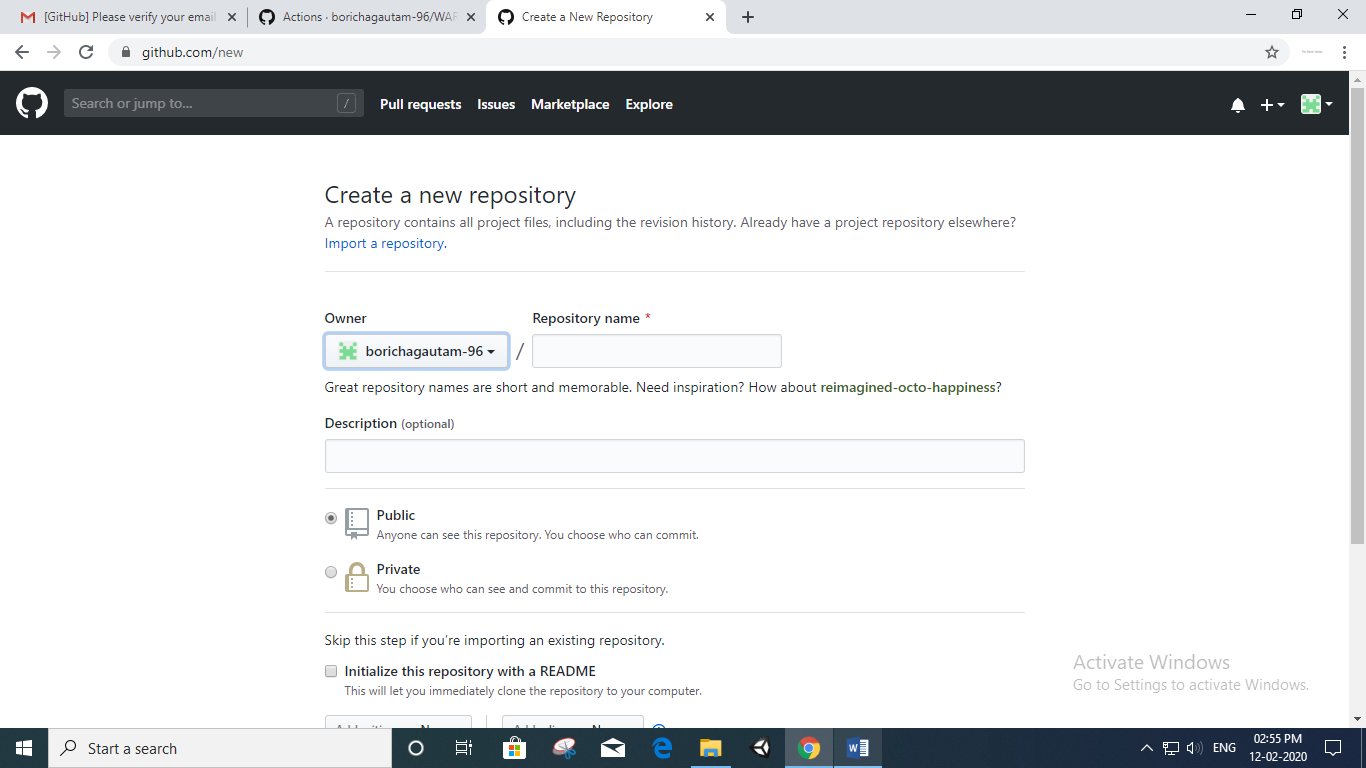 [GitHub] Please verify your email
Actions · borichagautam-96/WAR
Create a New Repository
github.com/new
Search or jump to...
/
Pull requests
Issues
Marketplace
Explore
Create a new repository
A repository contains all project files, including the revision history. Already have a project repository elsewhere?
Import a repository.
Owner
Repository name *
borichagautam-96
/
Great repository names are short and memorable. Need inspiration? How about reimagined-octo-happiness?
Description (optional)
Public
Anyone can see this repository. You choose who can commit.
Private
You choose who can see and commit to this repository.
Skip this step if you’re importing an existing repository.
Initialize this repository with a README
This will let you immediately clone the repository to your computer.
Activate Windows
Go to Settings to activate Windows.
Start a search
ENG
02:55 PM
12-02-2020